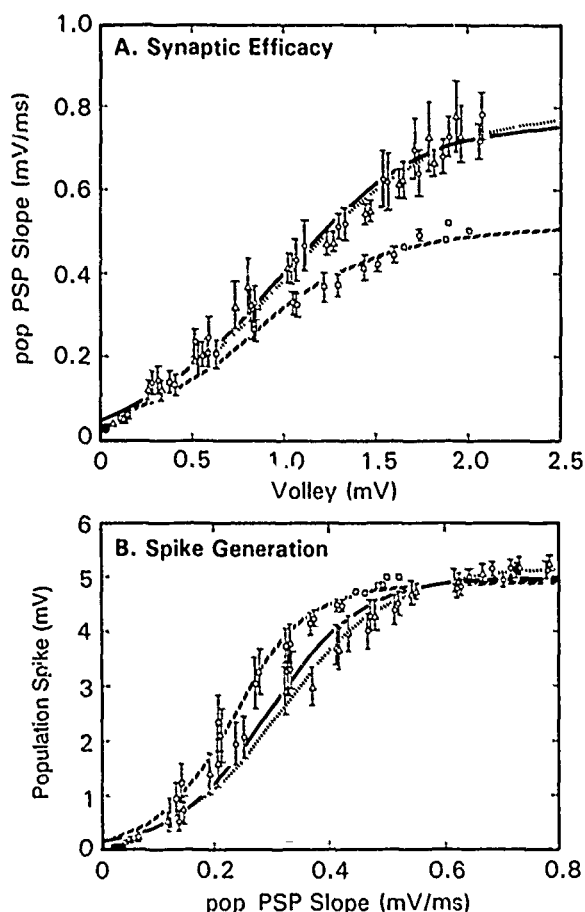 A. Synaptic Efficacy
1.0
0.8
0.6
0.4
0.2
0
pop PSP Slope (mV/ms)
0 0.5 1.0 1.5 2.0 2.5
Volley (mV)
B. Spike Generation
6
5
4
3
2
1
0
Population Spike (mV)
0 0.2 0.4 0.6 0.8
pop PSP Slope (mV/ms)